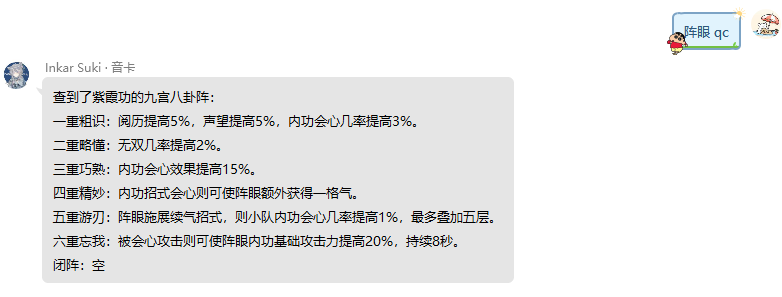 阵眼 qc
Inkar Suki · 音卡
查到了紫霞功的九宫八卦阵：
一重粗识：阅历提高5%，声望提高5%，内功会心几率提高3%。
二重略懂：无双几率提高2%。
三重巧熟：内功会心效果提高15%。
四重精妙：内功招式会心则可使阵眼额外获得一格气。
五重游刃：阵眼施展续气招式，则小队内功会心几率提高1%，最多叠加五层。
六重忘我：被会心攻击则可使阵眼内功基础攻击力提高20%，持续8秒。
闭阵：空